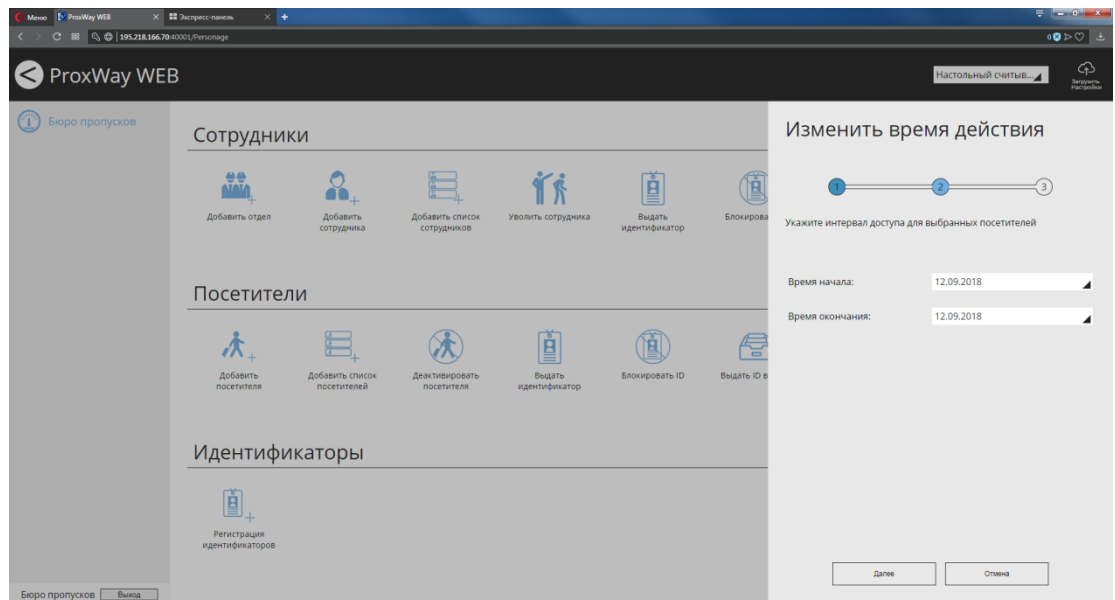 Меню
ProxWay WEB
Экспресс-панель
195.218.166.70:40001/Personage
0
ProxWay WEB
Настольный считыв...
Загрузить
Настройки
Бюро пропусков
Сотрудники
Добавить отдел
Добавить
сотрудника
Добавить список
сотрудников
Уволить сотрудника
Выдать
идентификатор
Блокирова
Посетители
Добавить
посетителя
Добавить список
посетителей
Деактивировать
посетителя
Выдать
идентификатор
Блокировать ID
Выдать ID в
Идентификаторы
Регистрация
идентификаторов
Бюро пропусков
Выход
Изменить время действия
1
2
3
Укажите интервал доступа для выбранных посетителей
Время начала:
12.09.2018
Время окончания:
12.09.2018
Далее
Отмена